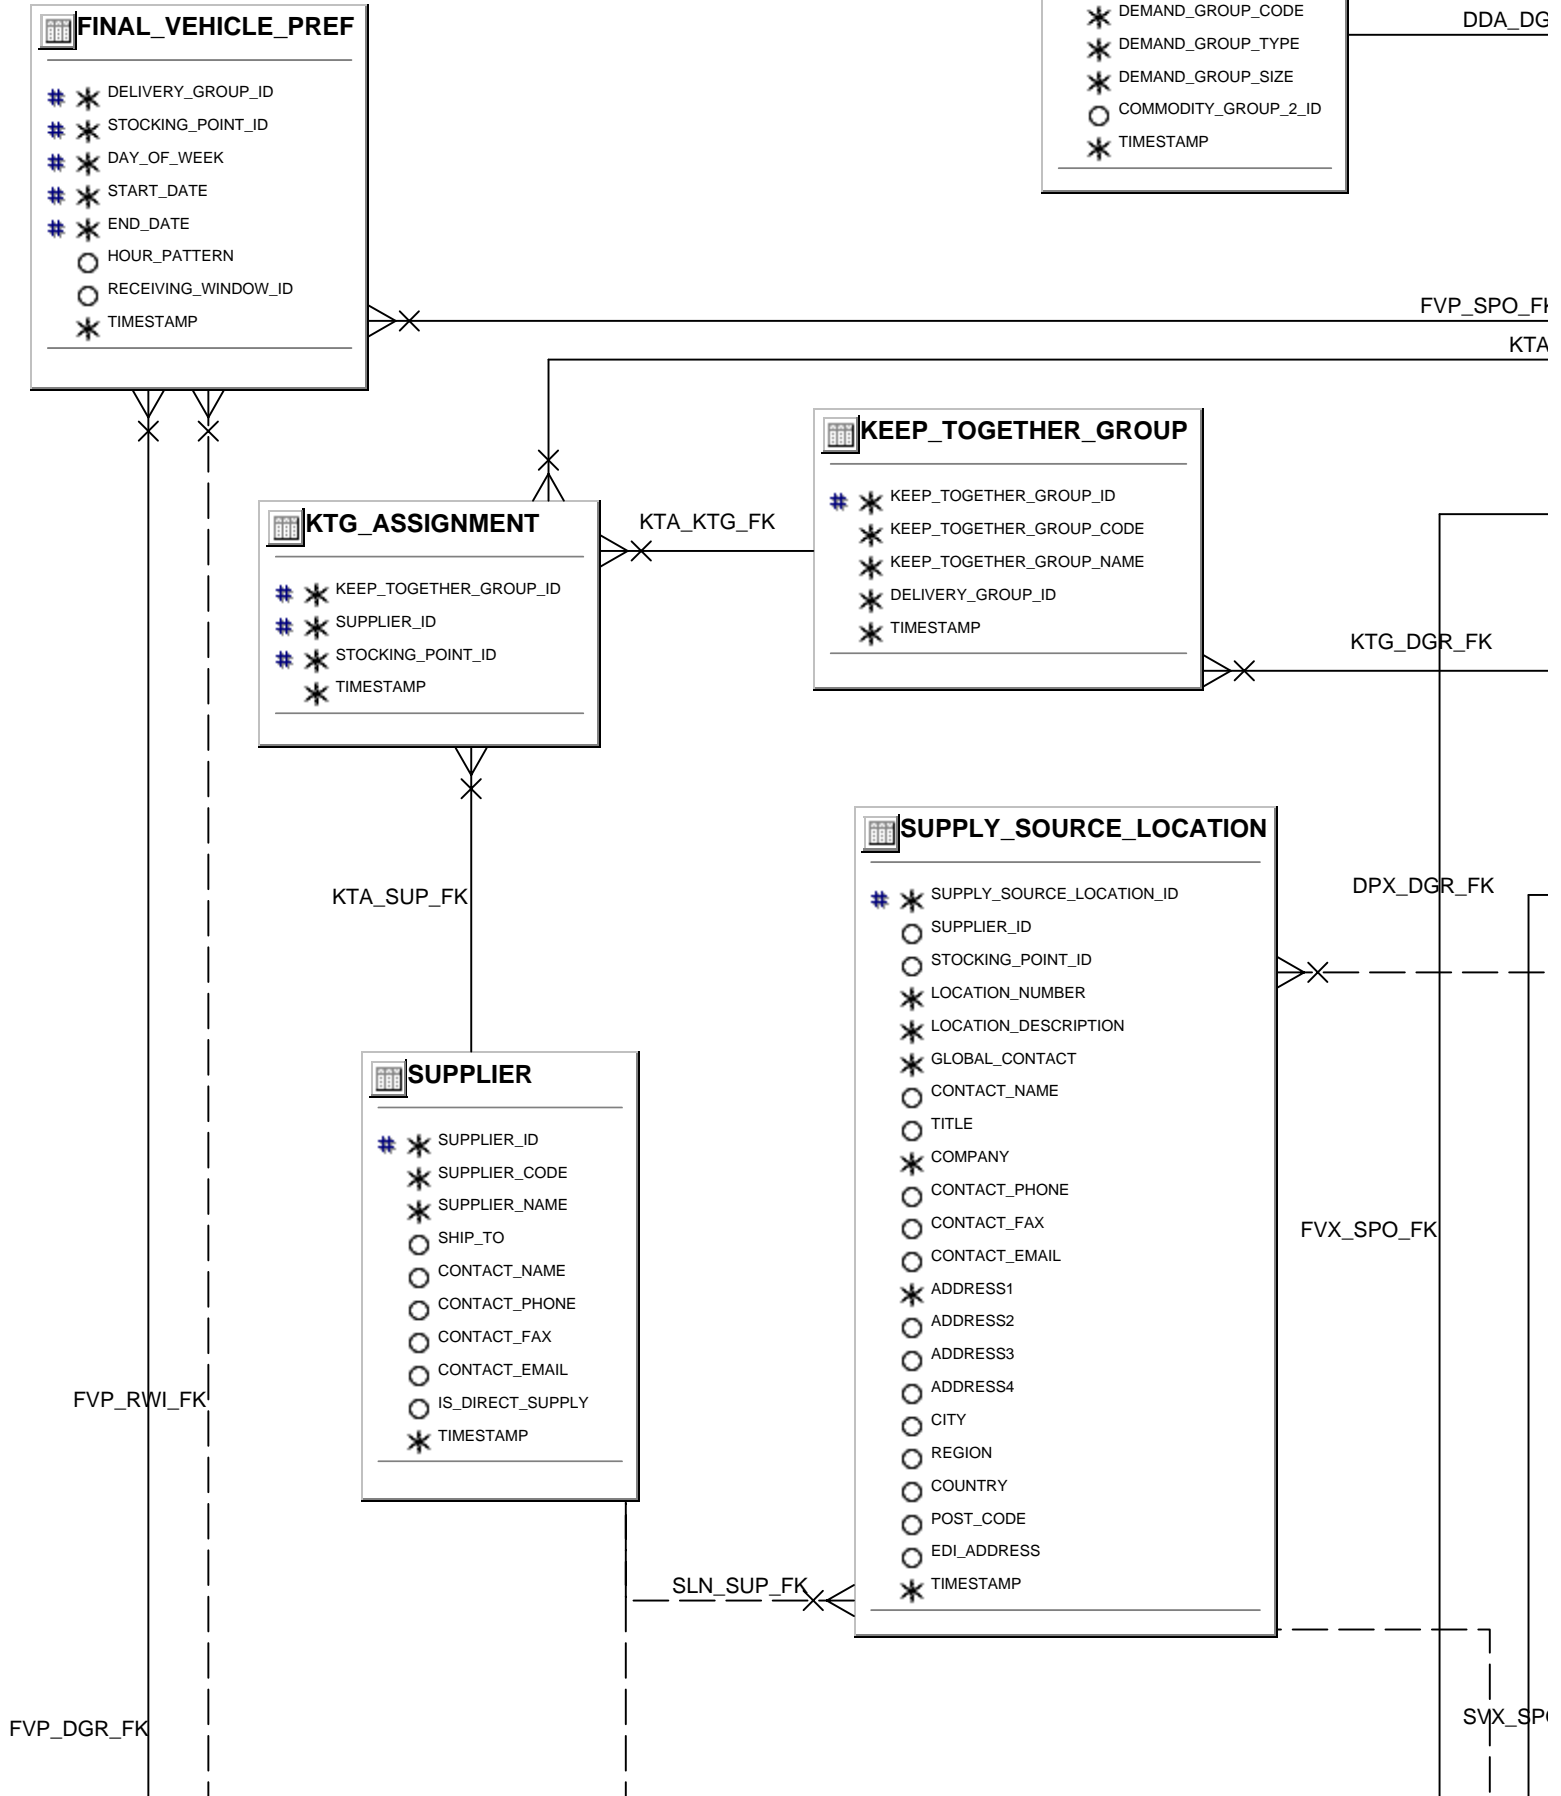 FINAL_VEHICLE_PREF
# * DELIVERY_GROUP_ID
# * STOCKING_POINT_ID
# * DAY_OF_WEEK
# * START_DATE
# * END_DATE
HOUR_PATTERN
RECEIVING_WINDOW_ID
* TIMESTAMP
* DEMAND_GROUP_CODE
* DEMAND_GROUP_TYPE
* DEMAND_GROUP_SIZE
COMMODITY_GROUP_2_ID
* TIMESTAMP
DDA_DG
FVP_SPO_FK
KTA
KEEP_TOGETHER_GROUP
# * KEEP_TOGETHER_GROUP_ID
* KEEP_TOGETHER_GROUP_CODE
* KEEP_TOGETHER_GROUP_NAME
* DELIVERY_GROUP_ID
* TIMESTAMP
KTG_ASSIGNMENT
# * KEEP_TOGETHER_GROUP_ID
# * SUPPLIER_ID
# * STOCKING_POINT_ID
* TIMESTAMP
KTA_KTG_FK
KTG_DGR_FK
SUPPLY_SOURCE_LOCATION
# * SUPPLY_SOURCE_LOCATION_ID
SUPPLIER_ID
STOCKING_POINT_ID
* LOCATION_NUMBER
* LOCATION_DESCRIPTION
* GLOBAL_CONTACT
CONTACT_NAME
TITLE
* COMPANY
CONTACT_PHONE
CONTACT_FAX
CONTACT_EMAIL
* ADDRESS1
ADDRESS2
ADDRESS3
ADDRESS4
CITY
REGION
COUNTRY
POST_CODE
EDI_ADDRESS
* TIMESTAMP
KTA_SUP_FK
DPX_DGR_FK
SUPPLIER
# * SUPPLIER_ID
* SUPPLIER_CODE
* SUPPLIER_NAME
SHIP_TO
CONTACT_NAME
CONTACT_PHONE
CONTACT_FAX
CONTACT_EMAIL
IS_DIRECT_SUPPLY
* TIMESTAMP
FVX_SPO_FK
FVP_RWI_FK
SLN_SUP_FK
FVP_DGR_FK
SVX_SPO